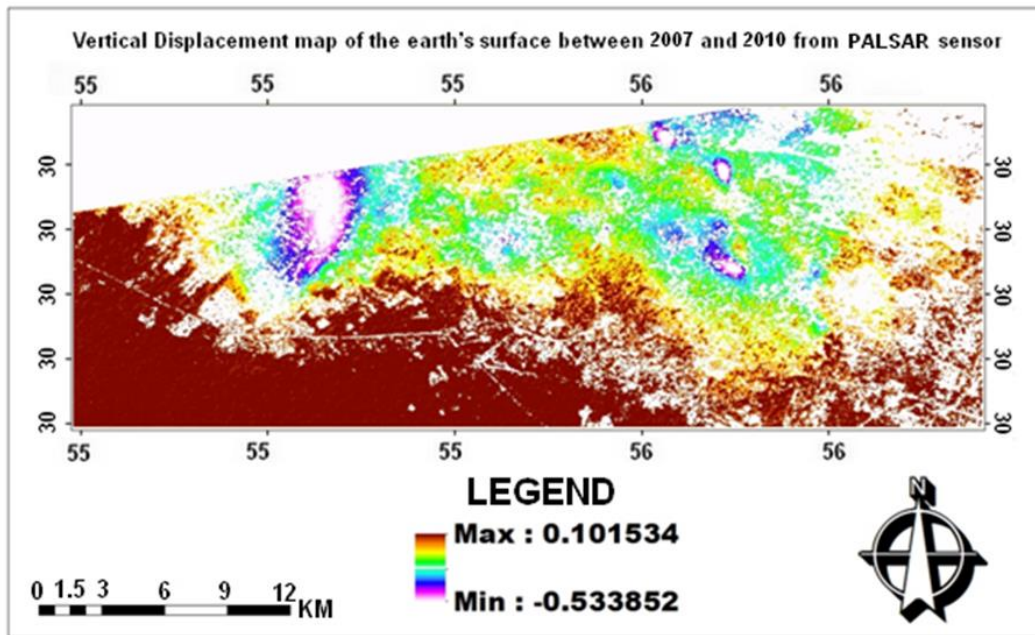 Vertical Displacement map of the earth's surface between 2007 and 2010 from PALSAR sensor
55 55 55 56 56
30 30
30 30
30 30
30 30
30 30
55 55 55 56 56
LEGEND
Max : 0.101534
Min : -0.533852
N
0 1.5 3 6 9 12
KM